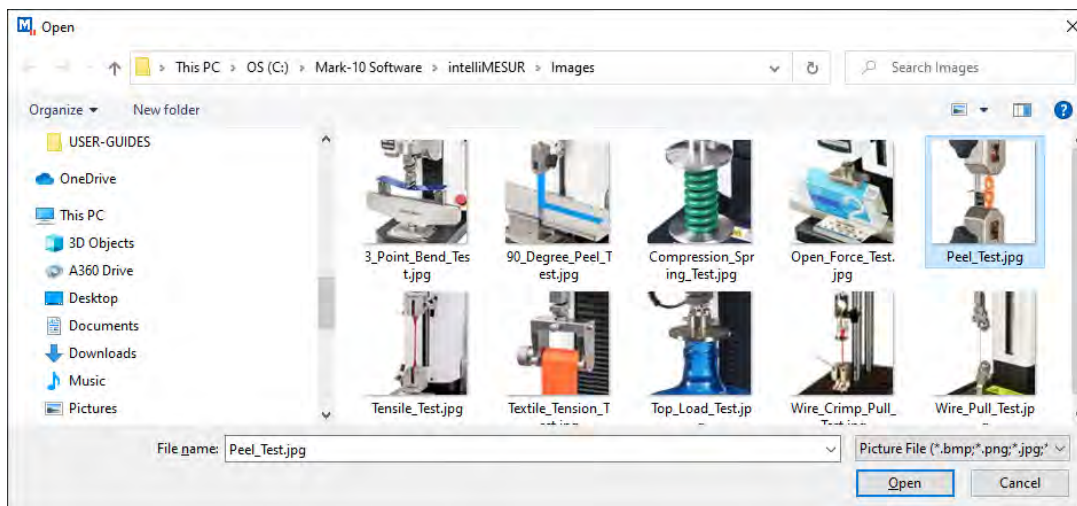 Open
This PC > OS (C:) > Mark-10 Software > intelliMESUR > Images
Search Images
Organize
New folder
USER-GUIDES
OneDrive
This PC
3D Objects
A360 Drive
Desktop
Documents
Downloads
Music
Pictures
3_Point_Bend_Tes
t.jpg
90_Degree_Peel_T
est.jpg
Compression_Spr
ing_Test.jpg
Open_Force_Test.
jpg
Peel_Test.jpg
Tensile_Test.jpg
Textile_Tension_T
Top_Load_Test.jp
Wire_Crimp_Pull_
Wire_Pull_Test.jp
File name:
Peel_Test.jpg
Picture File (*.bmp;*.png;*.jpg;*
Open
Cancel